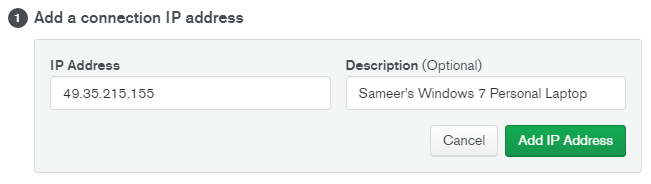 1 Add a connection IP address
IP Address Description (Optional)
49.35.215.155 Sameer's Windows 7 Personal Laptop
Cancel Add IP Address